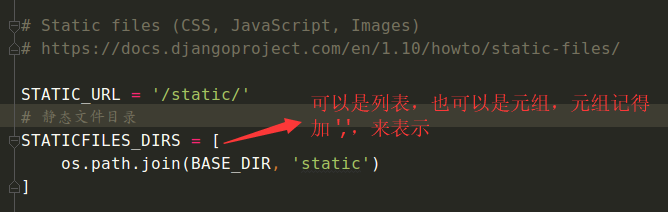 # Static files (CSS, JavaScript, Images)
# https://docs.djangoproject.com/en/1.10/howto/static-files/
STATIC_URL = '/static/'
# 静态文件目录
STATICFILES_DIRS = [
可以是列表，也可以是元组，元组记得
加 ','，来表示
os.path.join(BASE_DIR, 'static')
]